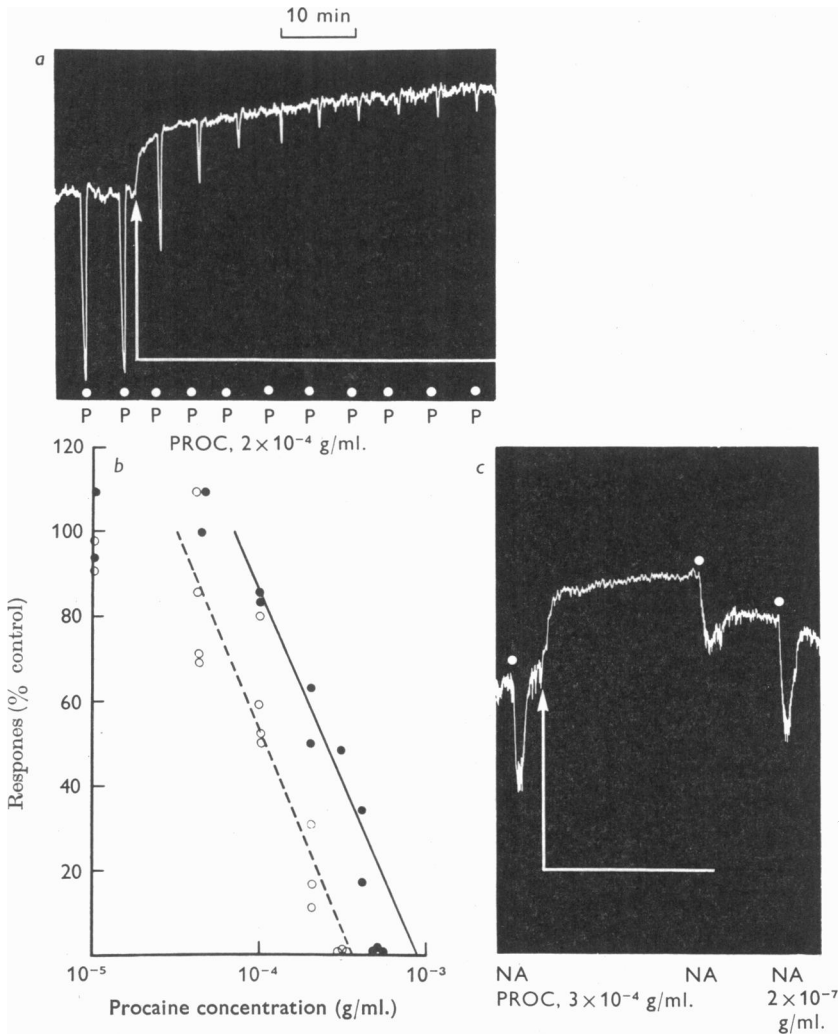 10 min
a
P P P P P P P P P P P
PROC, 2×10⁻⁴ g/ml.
b
120
100
80
60
40
20
Respones (% control)
10⁻⁵ 10⁻⁴ 10⁻³
Procaine concentration (g/ml.)
c
NA NA NA
PROC, 3×10⁻⁴ g/ml. 2×10⁻⁷
g/ml.